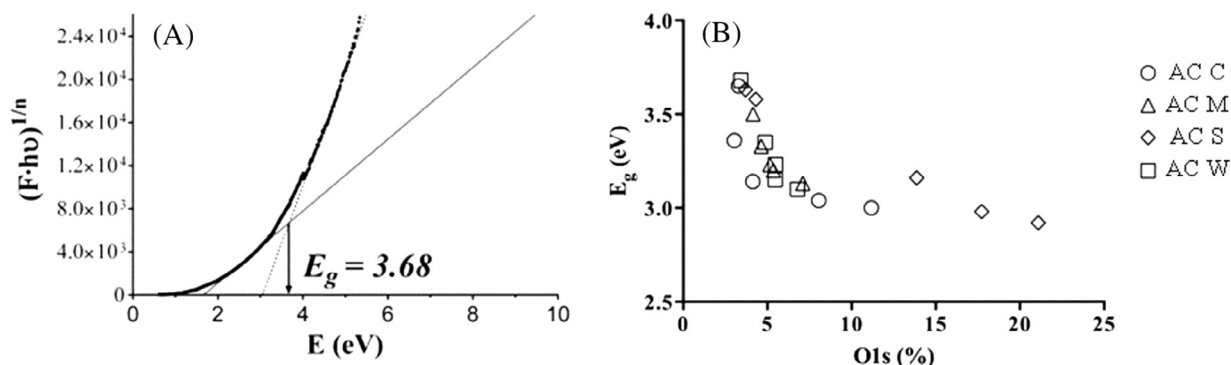 (A)
(F·hυ)1/n
2.4×10⁴
2.0×10⁴
1.6×10⁴
1.2×10⁴
8.0×10³
4.0×10³
0
Eg = 3.68
0 2 4 6 8 10
E (eV)
(B)
Eg (eV)
4.0
3.5
3.0
2.5
0 5 10 15 20 25
O1s (%)
AC C
AC M
AC S
AC W